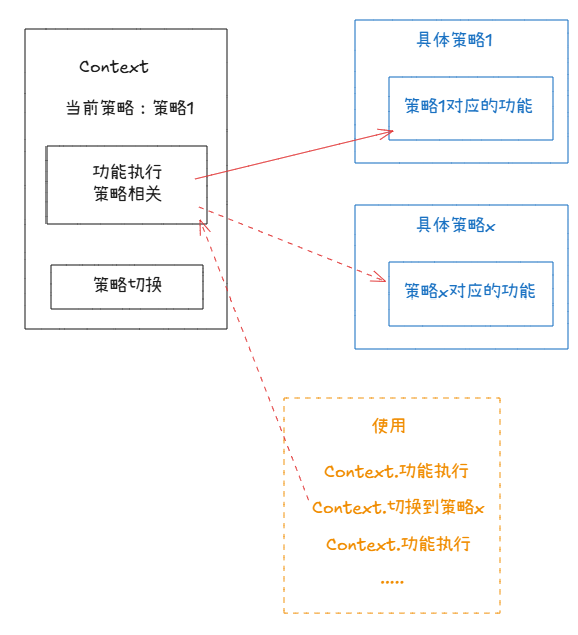 Context
当前策略：策略1
功能执行
策略相关
策略切换
具体策略1
策略1对应的功能
具体策略x
策略x对应的功能
使用
Context.功能执行
Context.切换到策略x
Context.功能执行
.....